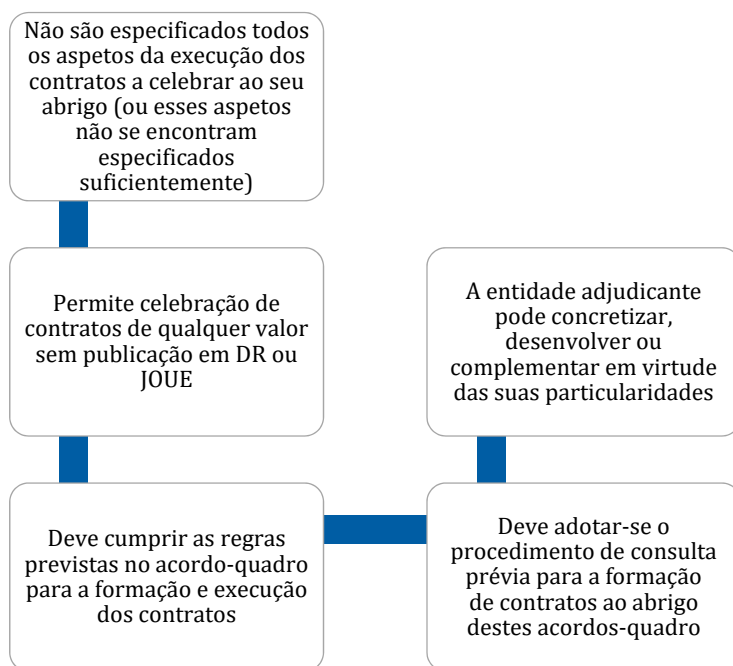 Não são especificados todos
os aspetos da execução dos
contratos a celebrar ao seu
abrigo (ou esses aspetos
não se encontram
especificados
suficientemente)
Permite celebração de
contratos de qualquer valor
sem publicação em DR ou
JOUE
Deve cumprir as regras
previstas no acordo-quadro
para a formação e execução
dos contratos
Deve adotar-se o
procedimento de consulta
prévia para a formação
de contratos ao abrigo
destes acordos-quadro
A entidade adjudicante
pode concretizar,
desenvolver ou
complementar em virtude
das suas particularidades